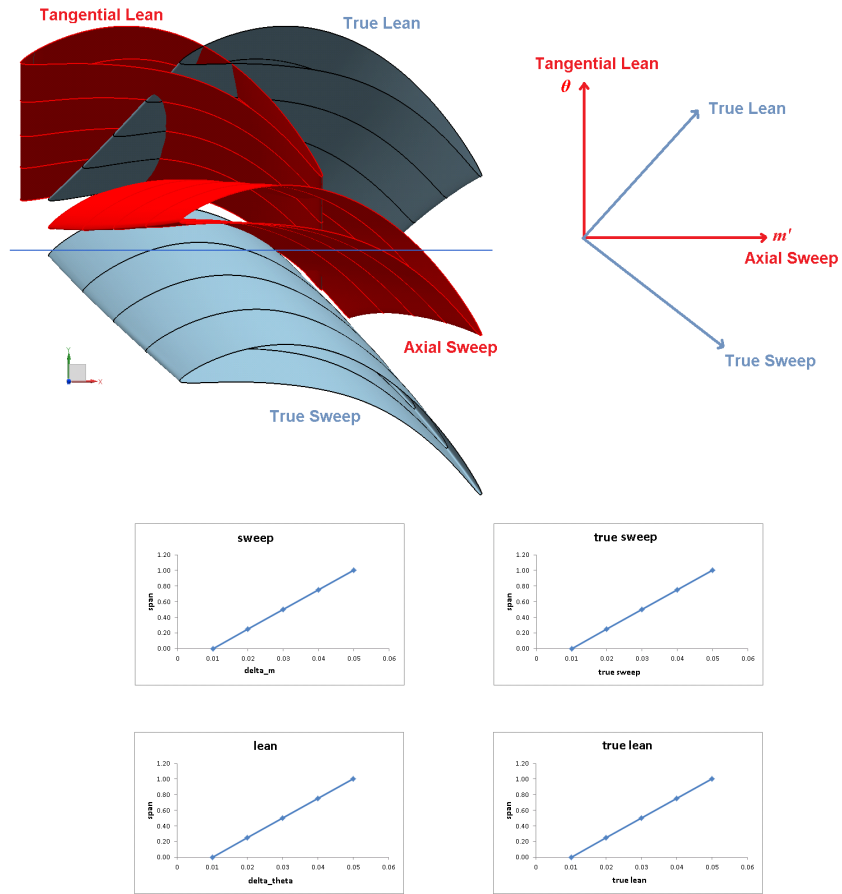 Tangential Lean
True Lean
Tangential Lean
θ
True Lean
m'
Axial Sweep
Axial Sweep
True Sweep
True Sweep
Y
X
sweep
1.20
1.00
0.80
0.60
0.40
0.20
0.00
span
0 0.01 0.02 0.03 0.04 0.05 0.06
delta_m
true sweep
1.20
1.00
0.80
0.60
0.40
0.20
0.00
span
0 0.01 0.02 0.03 0.04 0.05 0.06
true sweep
lean
1.20
1.00
0.80
0.60
0.40
0.20
0.00
span
0 0.01 0.02 0.03 0.04 0.05 0.06
delta_theta
true lean
1.20
1.00
0.80
0.60
0.40
0.20
0.00
span
0 0.01 0.02 0.03 0.04 0.05 0.06
true lean